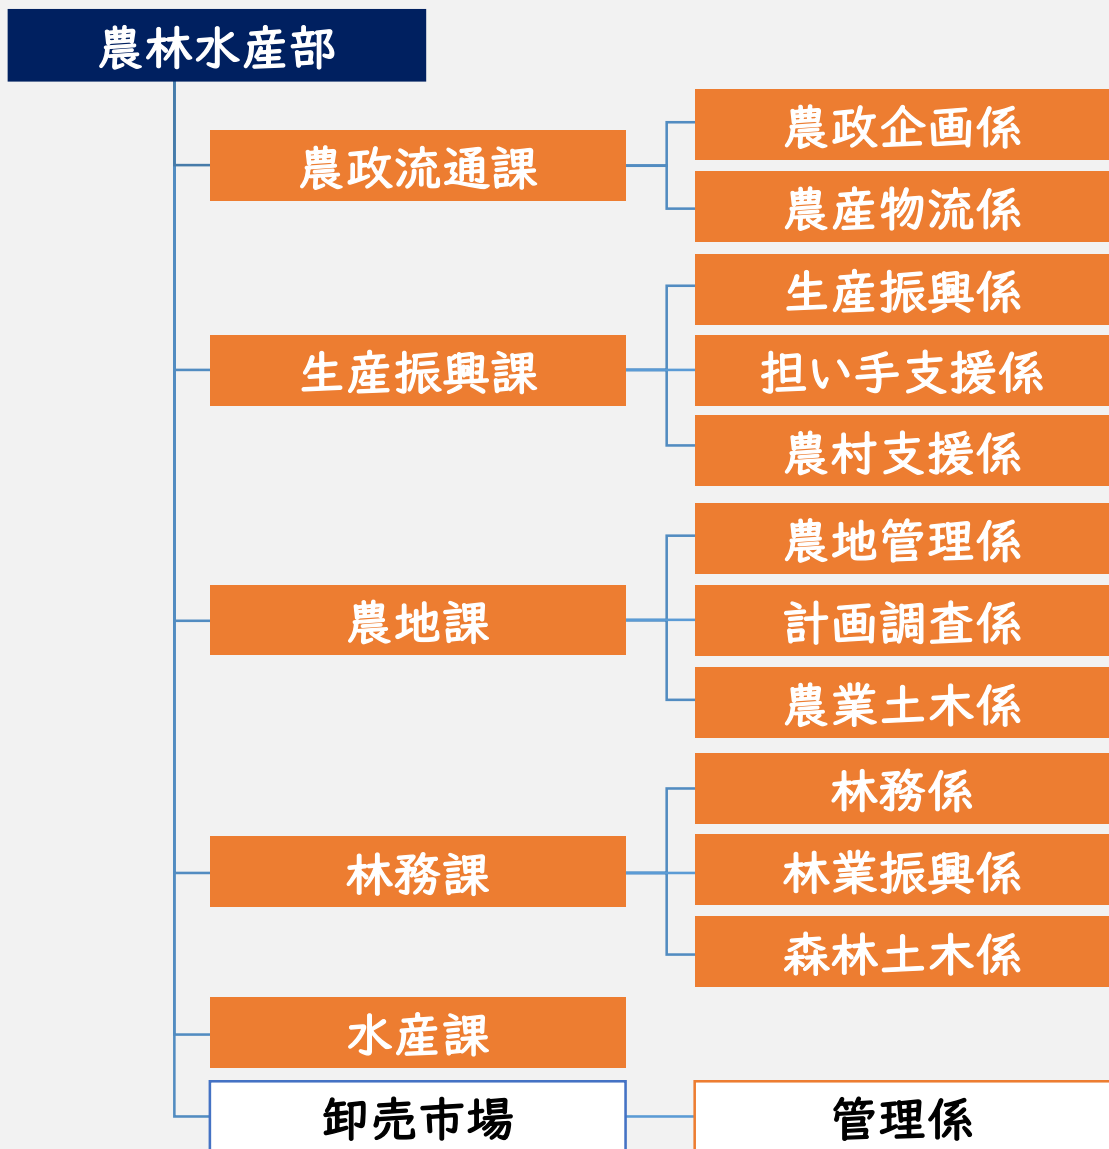 農林水産部
農政流通課
農政企画係
農産物流係
生産振興課
生産振興係
担い手支援係
農村支援係
農地課
農地管理係
計画調査係
農業土木係
林務課
林務係
林業振興係
森林土木係
水産課
卸売市場
管理係